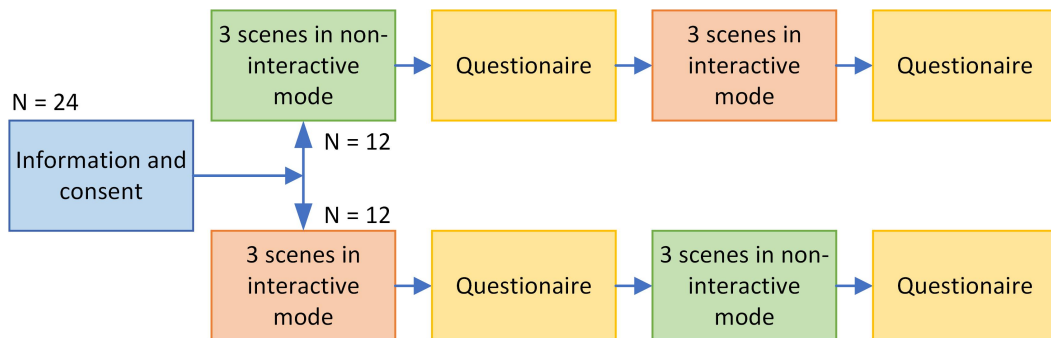 3 scenes in non-
interactive
mode
Questionaire
3 scenes in
interactive
mode
Questionaire
N = 24
Information and
consent
N = 12
N = 12
3 scenes in
interactive
mode
Questionaire
3 scenes in non-
interactive
mode
Questionaire